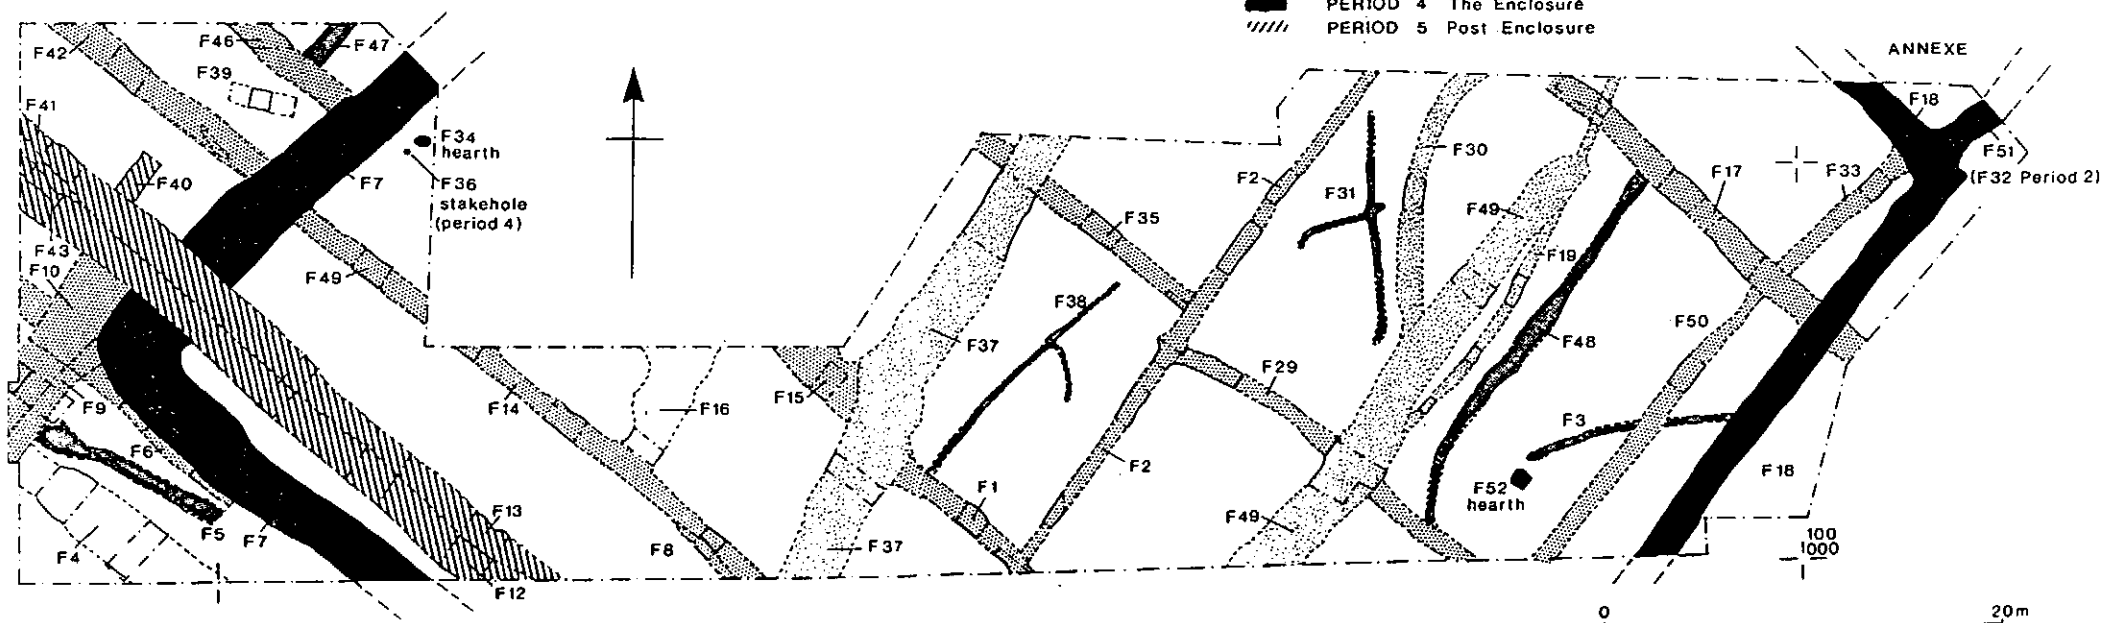 PERIOD 4 The Enclosure
PERIOD 5 Post Enclosure
ANNEXE
F42
F46
F47
F39
F41
F34
hearth
F36
stakehole
(period 4)
F7
F40
F43
F10
F49
F9
F6
F5
F7
F4
F13
F12
F14
F16
F8
F15
F37
F37
F38
F35
F1
F2
F2
F31
F30
F49
F19
F48
F29
F49
F17
F33
F18
F51
(F32 Period 2)
F50
F3
F52
hearth
F18
100
1000
0 20m